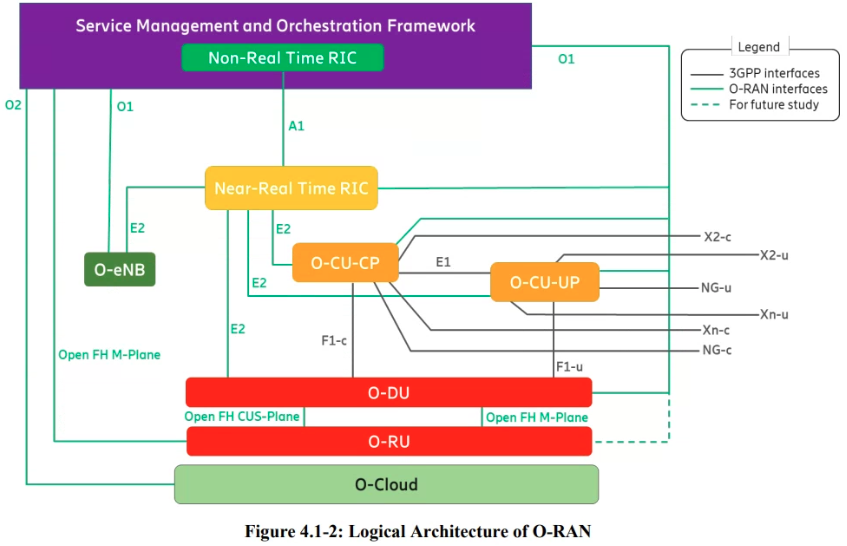 Service Management and Orchestration Framework
Non-Real Time RIC
O1
Legend
3GPP interfaces
O-RAN interfaces
For future study
O2
O1
A1
Near-Real Time RIC
E2
E2
X2-c
O-CU-CP
E1
X2-u
O-eNB
O-CU-UP
E2
NG-u
Xn-u
E2
Xn-c
F1-c
NG-c
Open FH M-Plane
F1-u
O-DU
Open FH CUS-Plane
Open FH M-Plane
O-RU
O-Cloud
Figure 4.1-2: Logical Architecture of O-RAN